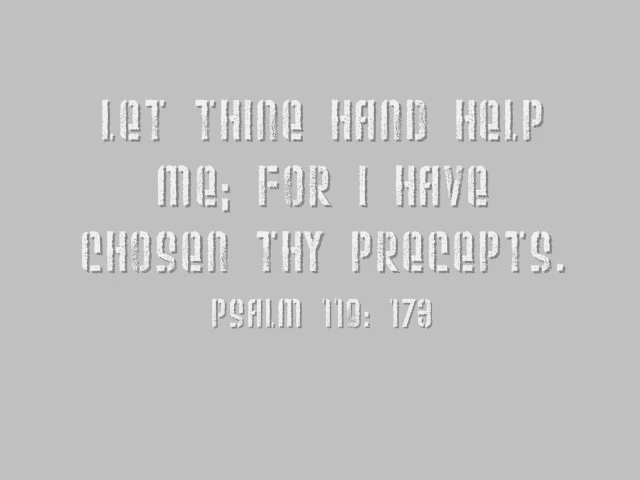 LET THINE HAND HELP
ME; FOR I HAVE
CHOSEN THY PRECEPTS.
PSALM 119: 173